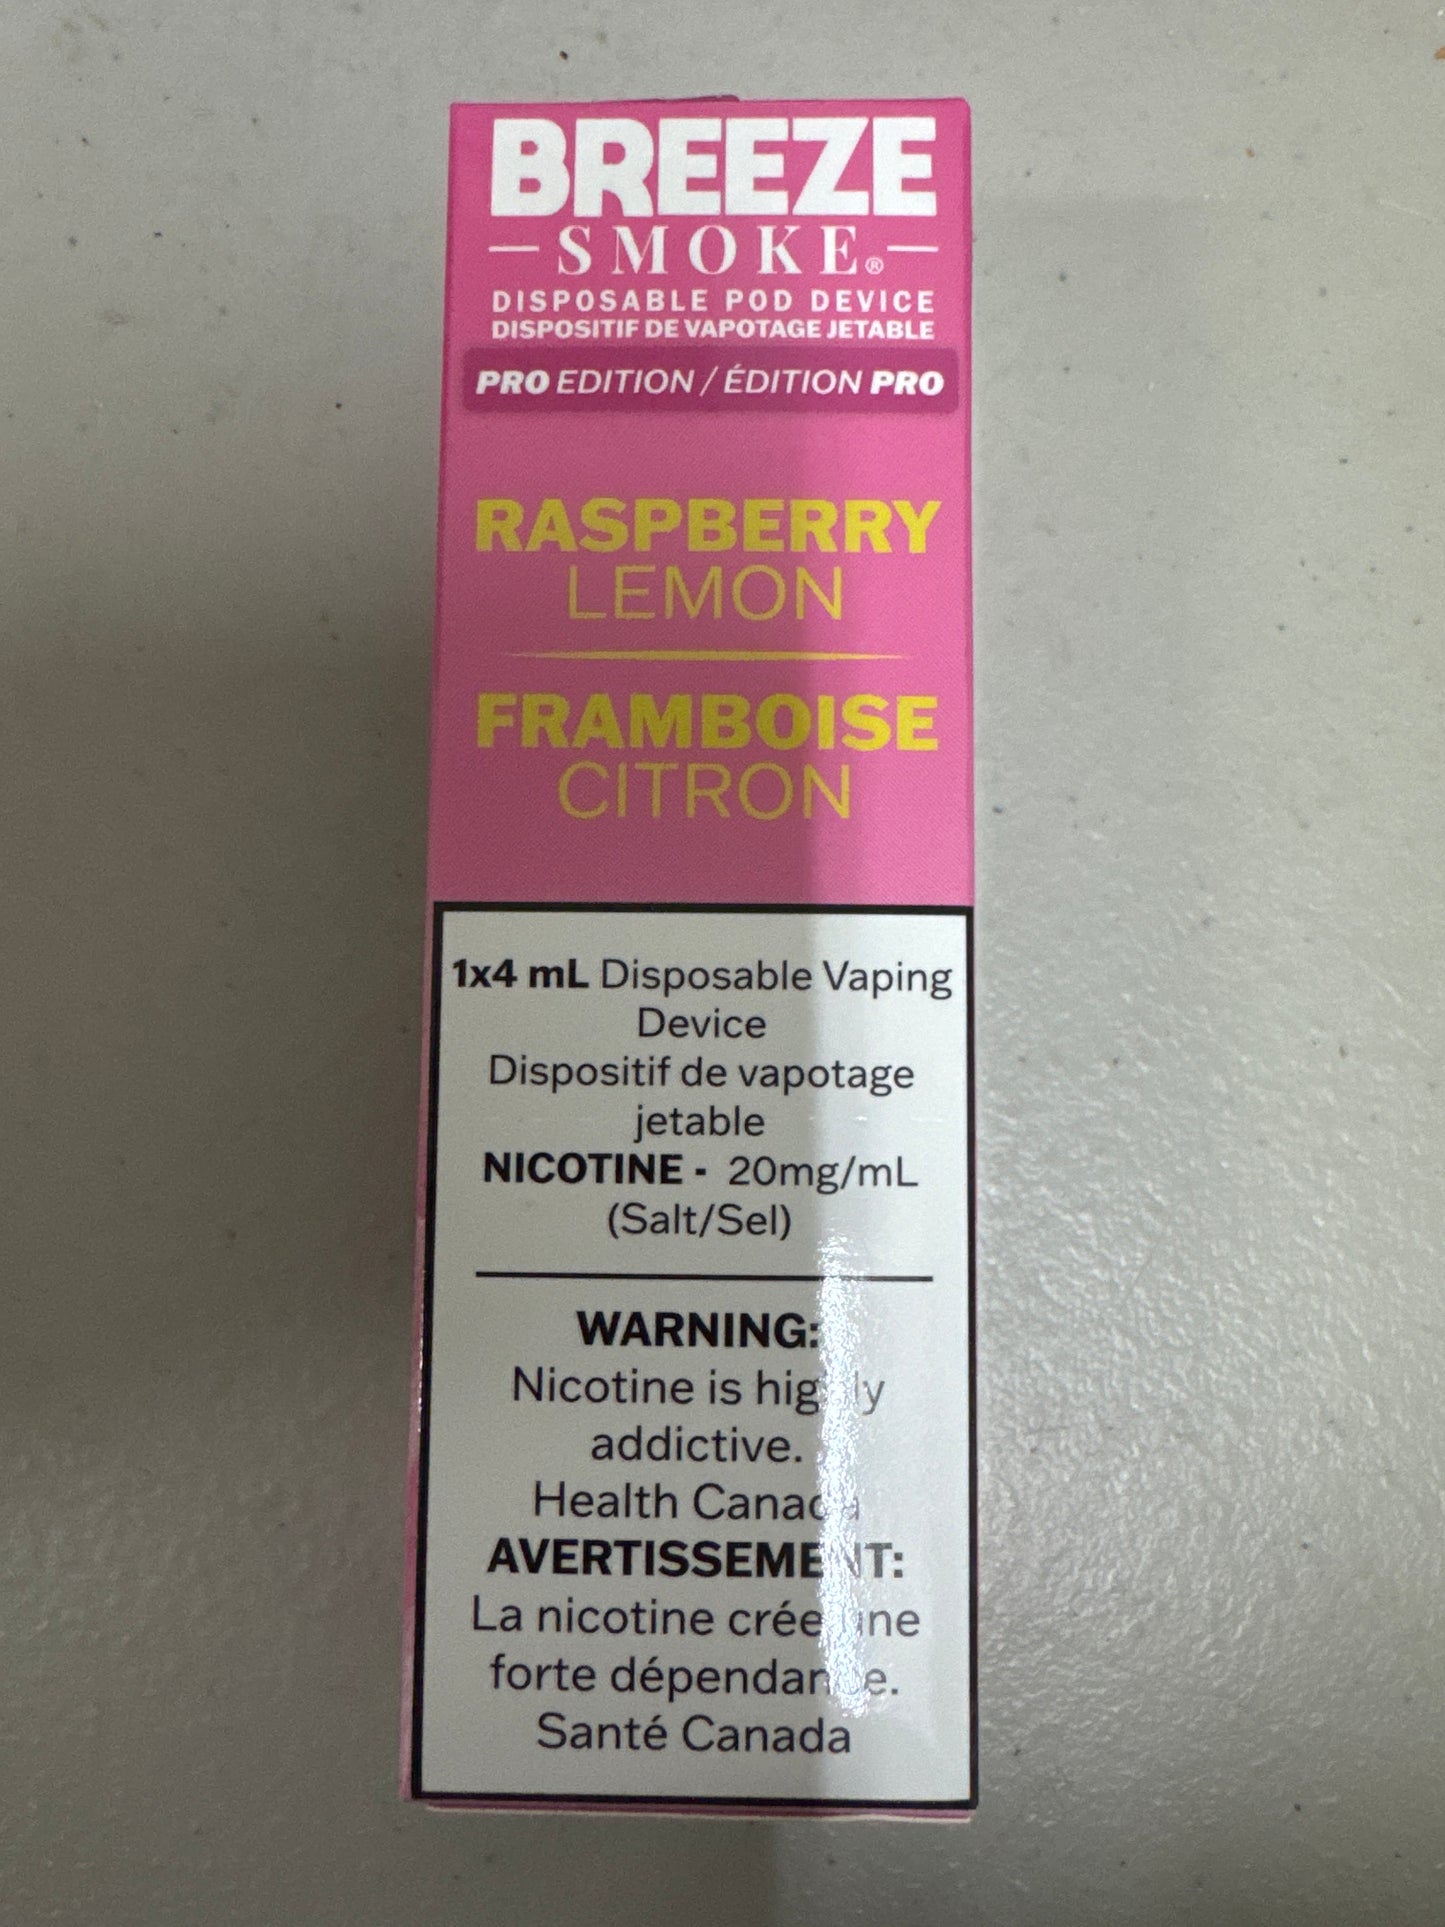 BREEZE
SMOKE®
DISPOSABLE POD DEVICE
DISPOSITIF DE VAPOTAGE JETABLE
PRO EDITION / ÉDITION PRO
RASPBERRY
LEMON
FRAMBOISE
CITRON
1x4 mL Disposable Vaping
Device
Dispositif de vapotage
jetable
NICOTINE - 20mg/mL
(Salt/Sel)
WARNING:
Nicotine is highly
addictive.
Health Canada
AVERTISSEMENT:
La nicotine crée une
forte dépendance.
Santé Canada